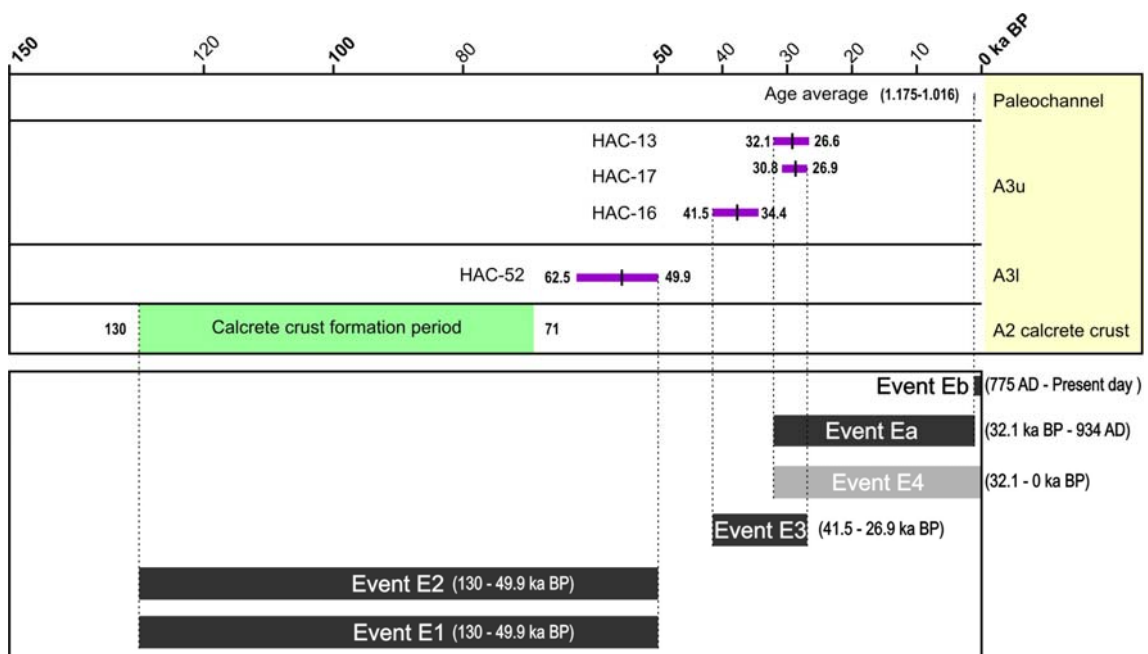 150 120 100 80 50 40 30 20 10 0 ka BP
Age average (1.175-1.016) Paleochannel
HAC-13 32.1 26.6
HAC-17 30.8 26.9
A3u
HAC-16 41.5 34.4
HAC-52 62.5 49.9 A3l
130 Calcrete crust formation period 71 A2 calcrete crust
Event Eb (775 AD - Present day )
Event Ea (32.1 ka BP - 934 AD)
Event E4 (32.1 - 0 ka BP)
Event E3 (41.5 - 26.9 ka BP)
Event E2 (130 - 49.9 ka BP)
Event E1 (130 - 49.9 ka BP)